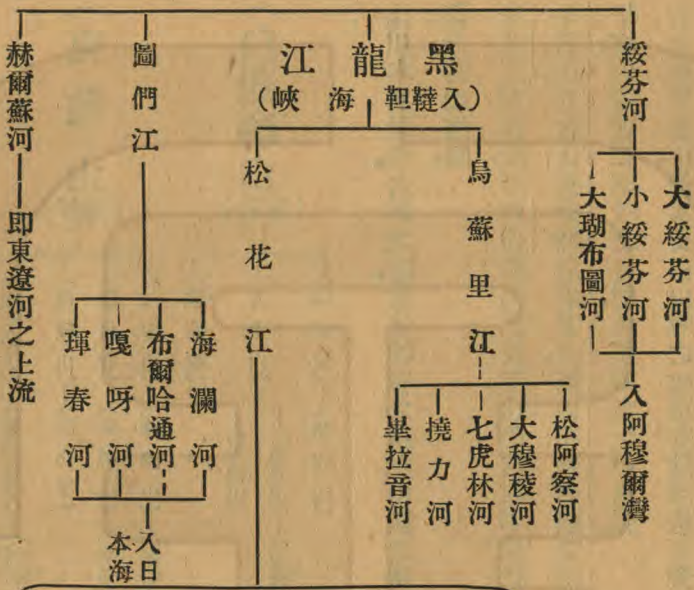 綏芬河
大綏芬河
小綏芬河
大瑚布圖河
入阿穆爾灣
黑龍江
(入韃靼海峽)
烏蘇里江
松阿察河
大穆稜河
七虎林河
撓力河
畢拉音河
松花江
圖們江
海瀾河
布爾哈通河
嘎呀河
琿春河
入日
本海
赫爾蘇河
即東遼河之上流